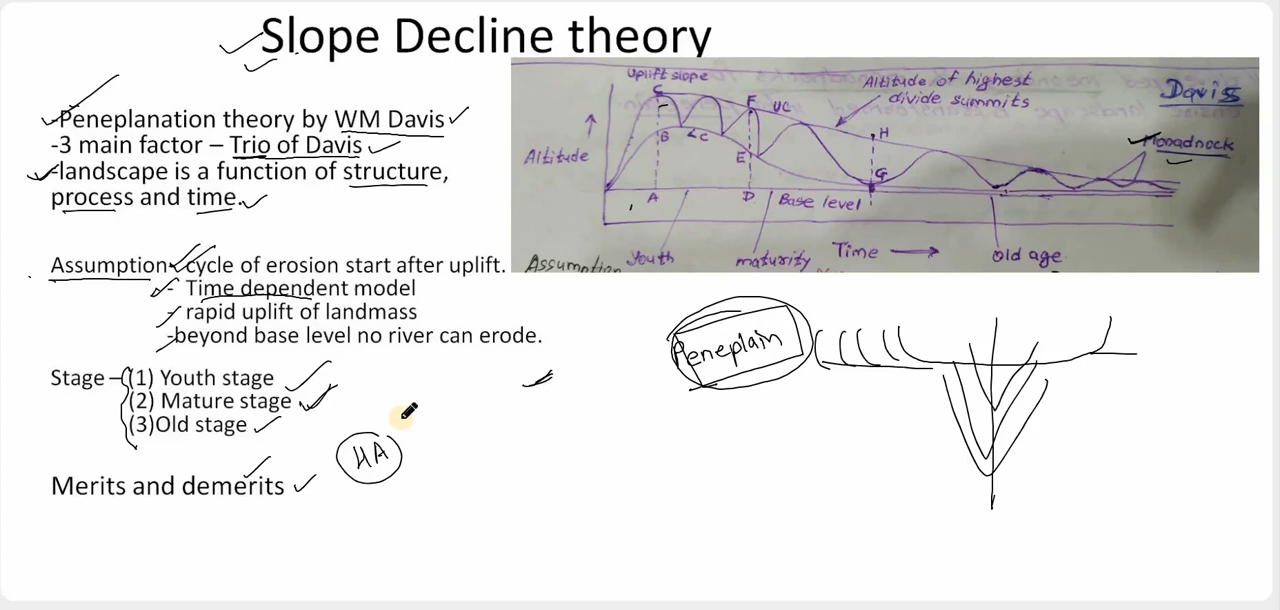 Slope Decline theory
-Peneplanation theory by WM Davis
-3 main factor – Trio of Davis
-landscape is a function of structure,
process and time.
Assumption- cycle of erosion start after uplift.
- Time dependent model
- rapid uplift of landmass
-beyond base level no river can erode.
Stage –(1) Youth stage
(2) Mature stage
(3)Old stage
HA
Merits and demerits
Uplift slope
Altitude of highest
divide summits
Davis
C
F
UC
B
LC
E
H
G
Monadnock
Altitude
A
D
Base level
youth
maturity
Time
old age
Assumption
Peneplain